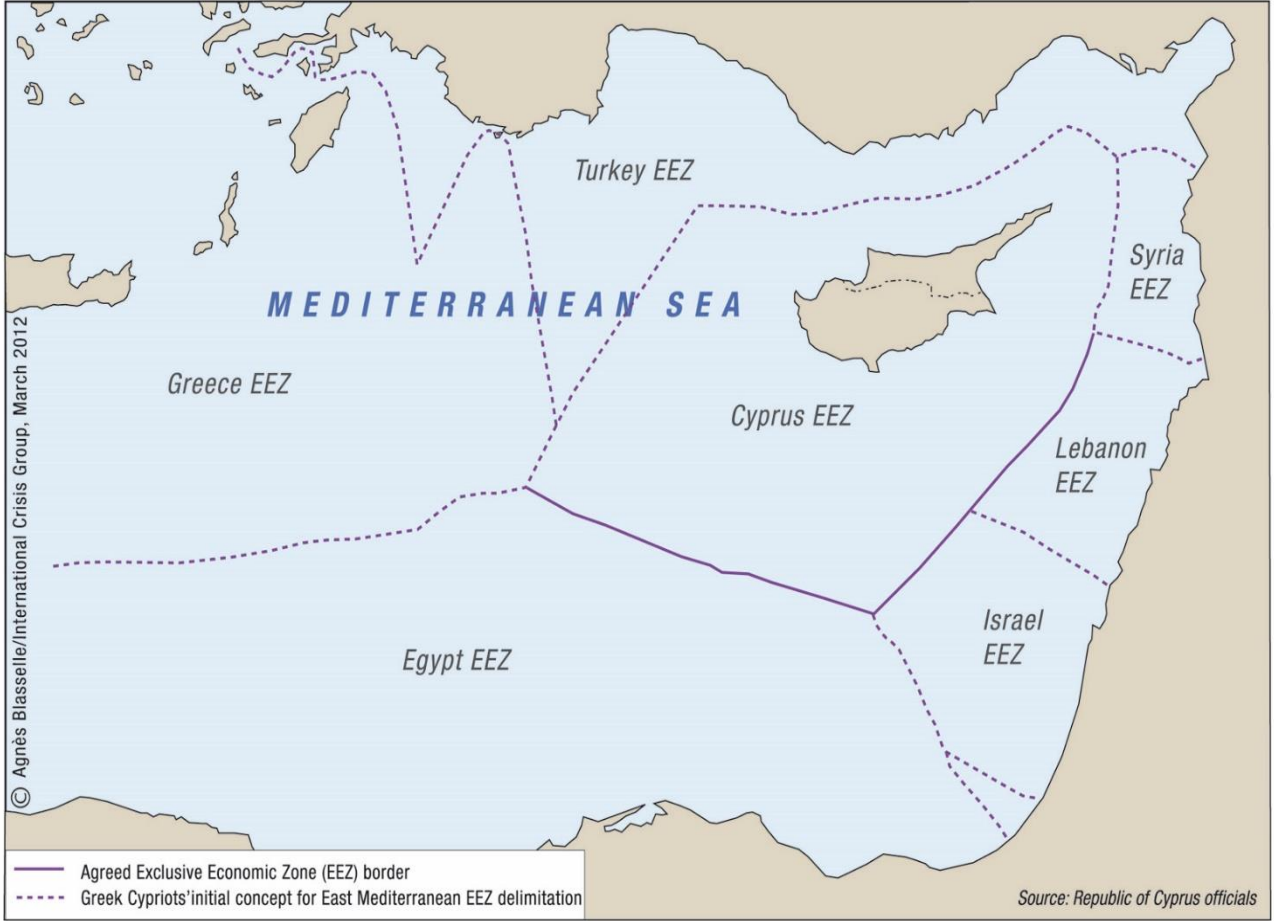 Turkey EEZ
Syria
EEZ
MEDITERRANEAN SEA
Greece EEZ
Cyprus EEZ
Lebanon
EEZ
Israel
EEZ
Egypt EEZ
© Agnès Blasselle/International Crisis Group, March 2012
Agreed Exclusive Economic Zone (EEZ) border
Greek Cypriots'initial concept for East Mediterranean EEZ delimitation
Source: Republic of Cyprus officials